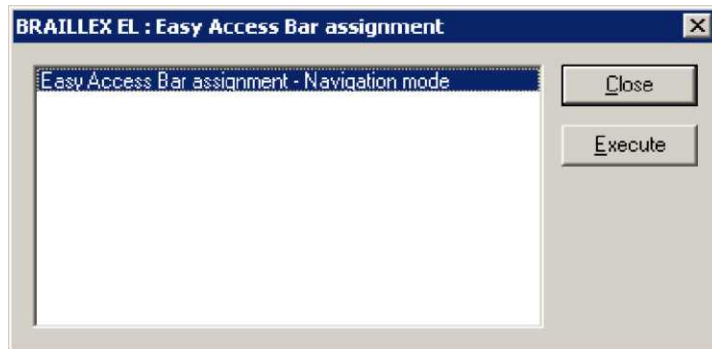 BRAILLEX EL : Easy Access Bar assignment
Easy Access Bar assignment - Navigation mode
Close
Execute